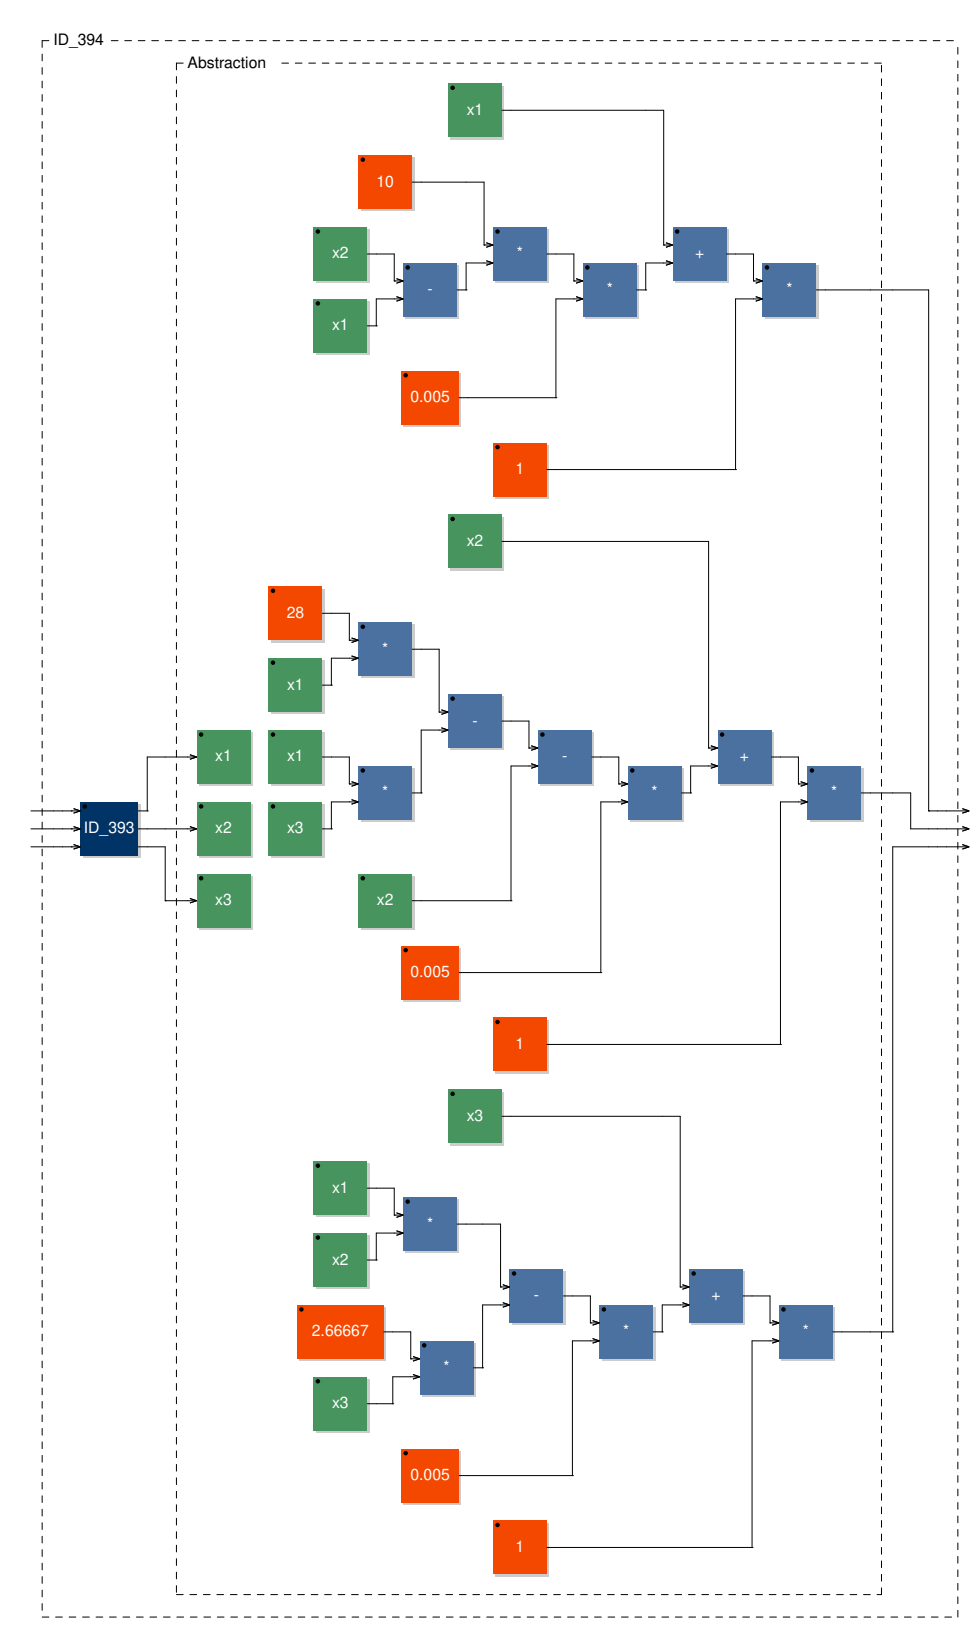 ID_394
Abstraction
x1
10
x2
*
+
-
*
*
x1
0.005
1
x2
28
*
x1
-
x1
-
+
x1
*
*
*
ID_393
x2
x3
x3
x2
0.005
1
x3
x1
*
x2
-
+
2.66667
*
*
*
x3
0.005
1